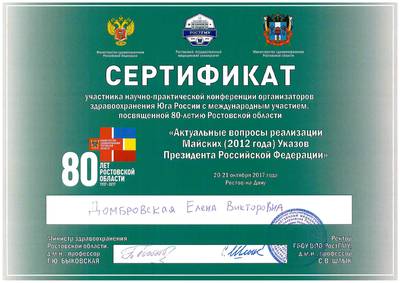 РОСТГМУ
Министерство здравоохранения
Российской Федерации
Ростовский государственный
медицинский университет
Министерство здравоохранения
Ростовской области
СЕРТИФИКАТ
участника научно-практической конференции организаторов
здравоохранения Юга России с международным участием,
посвященной 80-летию Ростовской области
«Актуальные вопросы реализации
Майских (2012 года) Указов
Президента Российской Федерации»
80 ЛЕТ
РОСТОВСКОЙ
ОБЛАСТИ
1937-2017
20-21 октября 2017 года
Ростов-на-Дону
Домбровская Елена Викторовна
Министр здравоохранения
Ростовской области,
д.м.н., профессор
Т.Ю. БЫКОВСКАЯ
Ректор
ГБОУ ВПО РостГМУ,
д.м.н., профессор
С.В. ШЛЫК